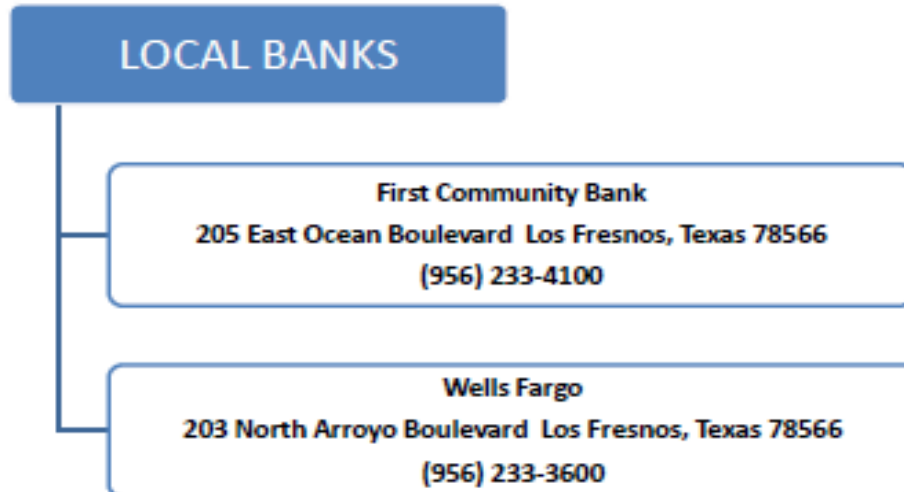 LOCAL BANKS
First Community Bank
205 East Ocean Boulevard Los Fresnos, Texas 78566
(956) 233-4100
Wells Fargo
203 North Arroyo Boulevard Los Fresnos, Texas 78566
(956) 233-3600